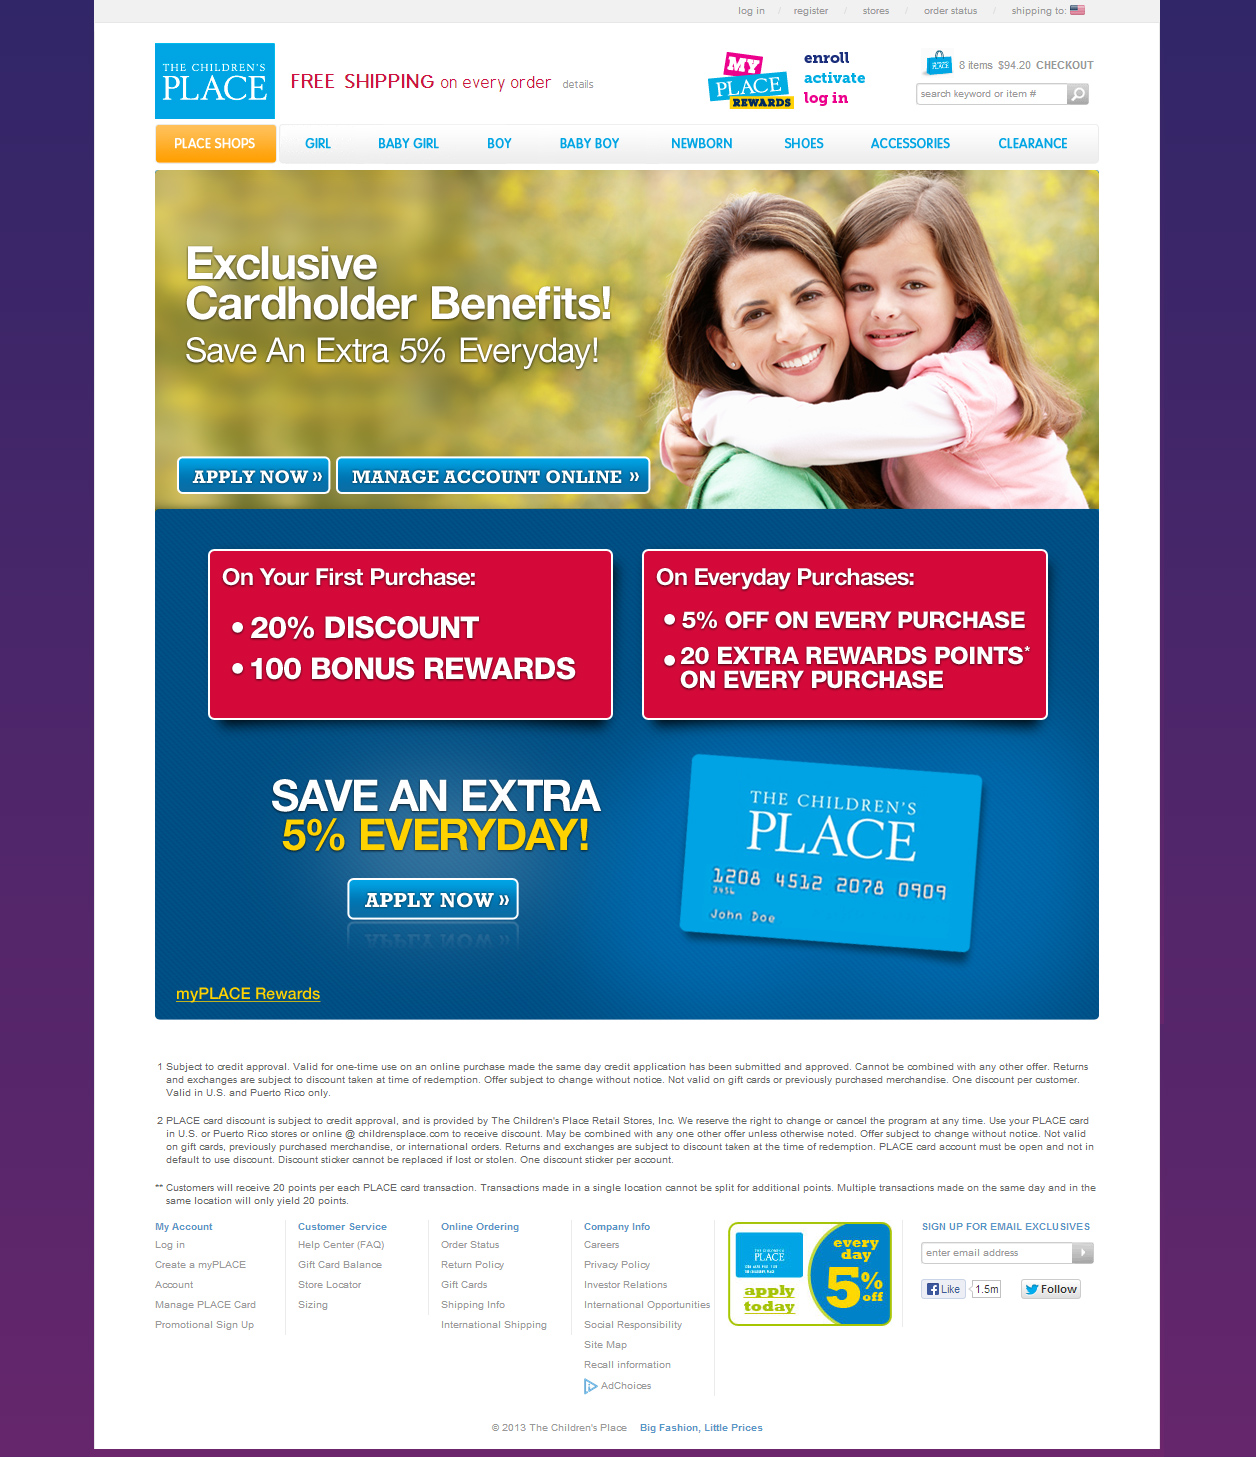 log in / register / stores / order status / shipping to:
THE CHILDREN'S
PLACE
FREE SHIPPING on every order details
MY
PLACE
REWARDS
enroll
activate
log in
PLACE
8 items $94.20 CHECKOUT
search keyword or item #
PLACE SHOPS GIRL BABY GIRL BOY BABY BOY NEWBORN SHOES ACCESSORIES CLEARANCE
Exclusive
Cardholder Benefits!
Save An Extra 5% Everyday!
APPLY NOW » MANAGE ACCOUNT ONLINE »
On Your First Purchase:
• 20% DISCOUNT
• 100 BONUS REWARDS
On Everyday Purchases:
• 5% OFF ON EVERY PURCHASE
• 20 EXTRA REWARDS POINTS*
ON EVERY PURCHASE
SAVE AN EXTRA
5% EVERYDAY!
APPLY NOW »
THE CHILDREN'S
PLACE
1208 4512 2078 0909
3456
John Doe
myPLACE Rewards
1 Subject to credit approval. Valid for one-time use on an online purchase made the same day credit application has been submitted and approved. Cannot be combined with any other offer. Returns
and exchanges are subject to discount taken at time of redemption. Offer subject to change without notice. Not valid on gift cards or previously purchased merchandise. One discount per customer.
Valid in U.S. and Puerto Rico only.
2 PLACE card discount is subject to credit approval, and is provided by The Children's Place Retail Stores, Inc. We reserve the right to change or cancel the program at any time. Use your PLACE card
in U.S. or Puerto Rico stores or online @ childrensplace.com to receive discount. May be combined with any one other offer unless otherwise noted. Offer subject to change without notice. Not valid
on gift cards, previously purchased merchandise, or international orders. Returns and exchanges are subject to discount taken at the time of redemption. PLACE card account must be open and not in
default to use discount. Discount sticker cannot be replaced if lost or stolen. One discount sticker per account.
** Customers will receive 20 points per each PLACE card transaction. Transactions made in a single location cannot be split for additional points. Multiple transactions made on the same day and in the
same location will only yield 20 points.
My Account
Log in
Create a myPLACE
Account
Manage PLACE Card
Promotional Sign Up
Customer Service
Help Center (FAQ)
Gift Card Balance
Store Locator
Sizing
Online Ordering
Order Status
Return Policy
Gift Cards
Shipping Info
International Shipping
Company Info
Careers
Privacy Policy
Investor Relations
International Opportunities
Social Responsibility
Site Map
Recall information
AdChoices
THE CHILDREN'S
PLACE
apply
today
every
day
5%
off
SIGN UP FOR EMAIL EXCLUSIVES
enter email address
Like 1.5m Follow
© 2013 The Children's Place Big Fashion, Little Prices